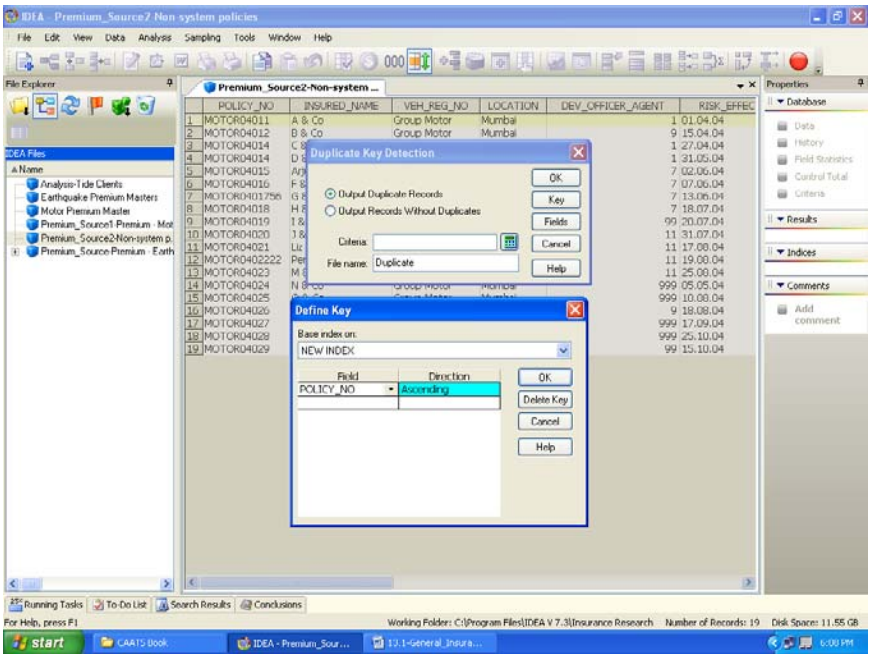 IDEA - Premium_Source2-Non-system policies
File Edit View Data Analysis Sampling Tools Window Help
000
File Explorer
IDEA Files
Name
Analysis-Tide Clients
Earthquake Premium Masters
Motor Premium Master
Premium_Source1-Premium - Mot
Premium_Source2-Non-system p.
Premium_Source-Premium - Earth
Premium_Source2-Non-system ...
POLICY_NO INSURED_NAME VEH_REG_NO LOCATION DEV_OFFICER_AGENT RISK_EFFEC
1 MOTOR04011 A & Co Group Motor Mumbai 1 01.04.04
2 MOTOR04012 B & Co Group Motor Mumbai 9 15.04.04
3 MOTOR04014 C & 1 27.04.04
4 MOTOR04014 D & 1 31.05.04
5 MOTOR04015 7 02.06.04
6 MOTOR04016 F & 7 07.06.04
7 MOTOR0401756 G & 7 13.06.04
8 MOTOR04018 H & 7 18.07.04
9 MOTOR04019 I & 99 20.07.04
10 MOTOR04020 J & 11 31.07.04
11 MOTOR04021 Liz 11 17.08.04
12 MOTOR0402222 Per 11 19.08.04
13 MOTOR04023 M & 11 25.08.04
14 MOTOR04024 N & Co Group Motor Mumbai 999 05.05.04
15 MOTOR04025 Group Motor Mumbai 999 10.08.04
16 MOTOR04026 9 18.08.04
17 MOTOR04027 999 17.09.04
18 MOTOR04028 999 25.10.04
19 MOTOR04029 99 15.10.04
Duplicate Key Detection
Output Duplicate Records
Output Records Without Duplicates
Criteria:
File name: Duplicate
OK
Key
Fields
Cancel
Help
Define Key
Base index on:
NEW INDEX
Field Direction
POLICY_NO Ascending
OK
Delete Key
Cancel
Help
Properties
Database
Data
History
Field Statistics
Control Total
Criteria
Results
Indices
Comments
Add comment
Running Tasks To-Do List Search Results Conclusions
For Help, press F1 Working Folder: C:\Program Files\IDEA V 7.3\Insurance Research Number of Records: 19 Disk Space: 11.55 GB
start CAATS Book IDEA - Premium_Sour... 13.1-General_Insura... 6:00 PM